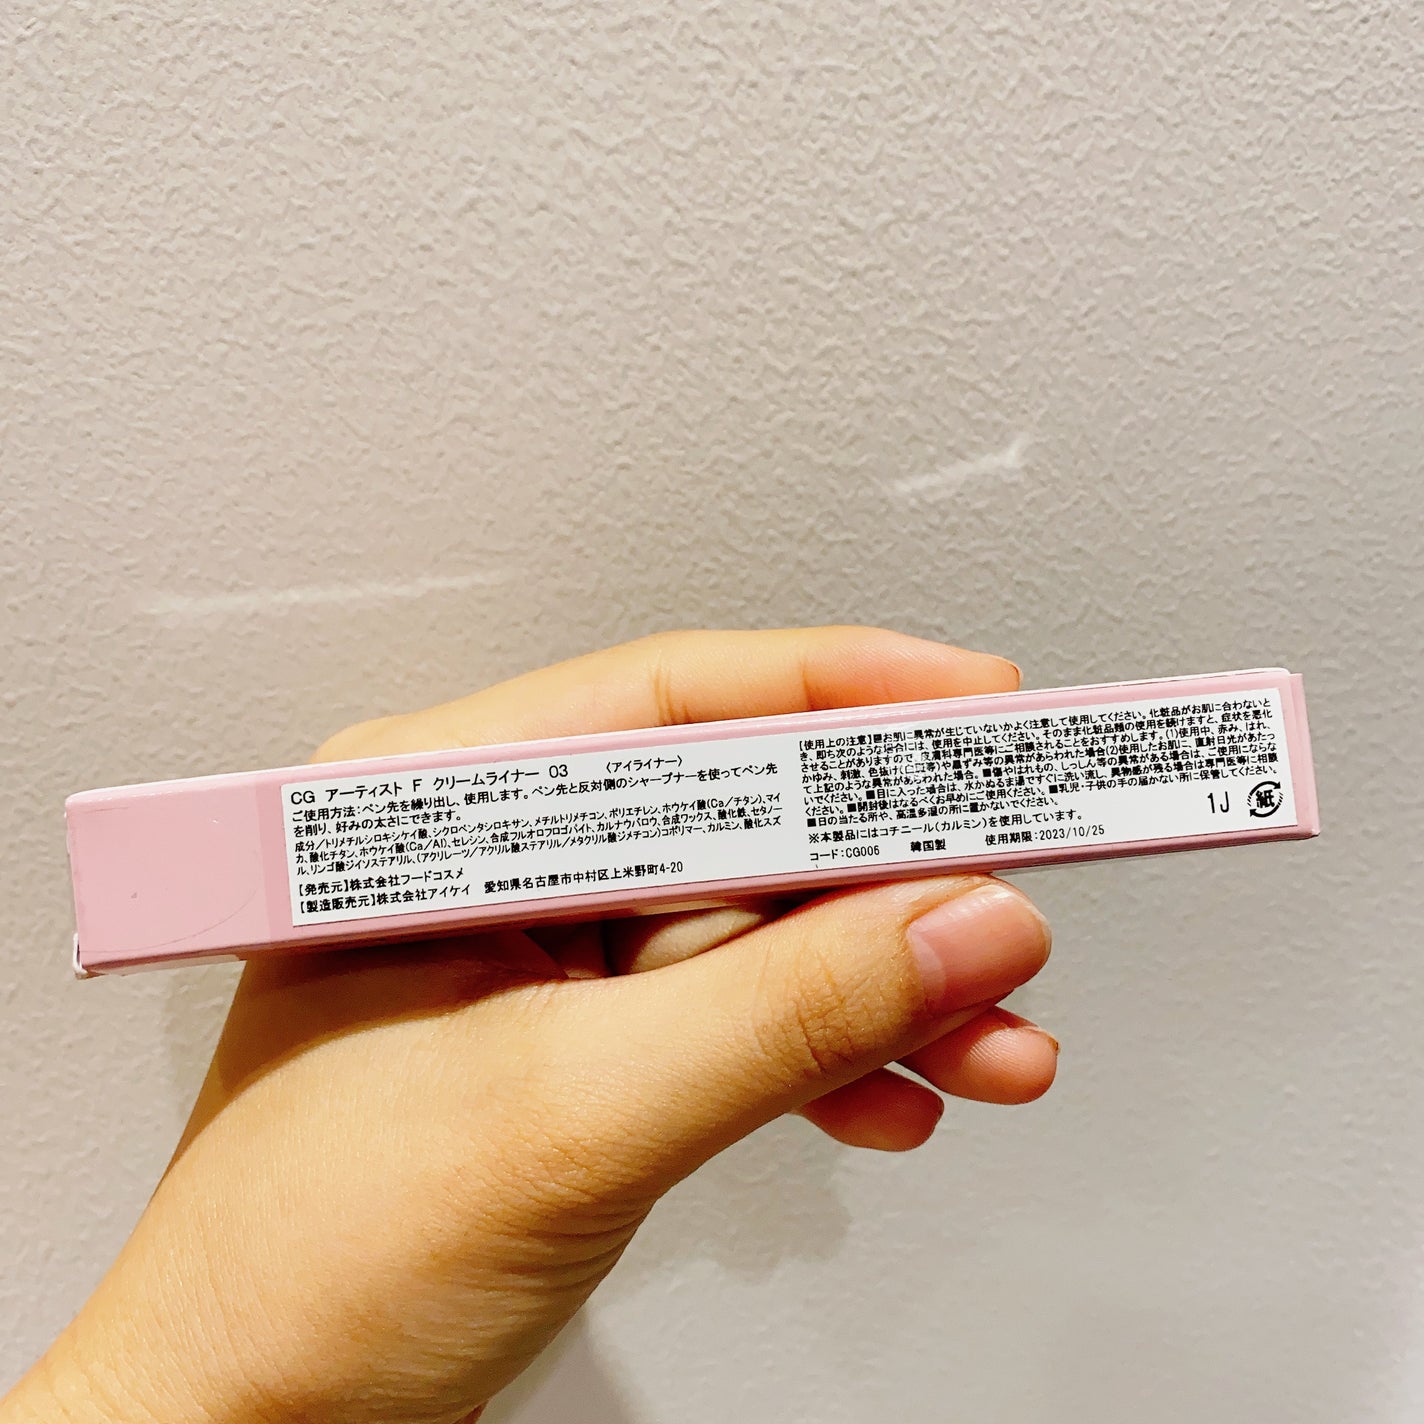 CG アーティスト F クリームライナー 03 〈アイライナー〉
ご使用方法:ペン先を繰り出し、使用します。ペン先と反対側のシャープナーを使ってペン先
を削り、好みの太さにできます。
成分/トリメチルシロキシケイ酸、シクロペンタシロキサン、メチルトリメチコン、ポリエチレン、ホウケイ酸(Ca/チタン)、マイ
カ、酸化チタン、ホウケイ酸(Ca/Al)、セレシン、合成フルオロフロゴパイト、カルナウバロウ、合成ワックス、酸化鉄、セタノー
ル、リンゴ酸ジイソステアリル、(アクリレーツ/アクリル酸ステアリル/メタクリル酸ジメチコン)コポリマー、カルミン、酸化スズ
【発売元】株式会社フードコスメ
【製造販売元】株式会社アイケイ 愛知県名古屋市中村区上米野町4-20
【使用上の注意】■お肌に異常が生じていないかよく注意して使用してください。化粧品がお肌に合わないと
き、即ち次のような場合には、使用を中止してください。そのまま化粧品類の使用を続けますと、症状を悪化
させることがありますので、皮膚科専門医等にご相談されることをおすすめします。(1)使用中、赤み、はれ、
かゆみ、刺激、色抜け(白斑等)や黒ずみ等の異常があらわれた場合(2)使用したお肌に、直射日光があたっ
て上記のような異常があらわれた場合。■傷やはれもの、しっしん等の異常がある場合は、ご使用にならな
いでください。■目に入った場合は、水かぬるま湯ですぐに洗い流し、異物感が残る場合は専門医等に相談
ください。■開封後はなるべくお早めにご使用ください。■乳児・子供の手の届かない所に保管してください。
■日の当たる所や、高温多湿の所に置かないでください。
※本製品にはコチニール(カルミン)を使用しています。
コード:CG006 韓国製 使用期限:2023/10/25
1J 紙